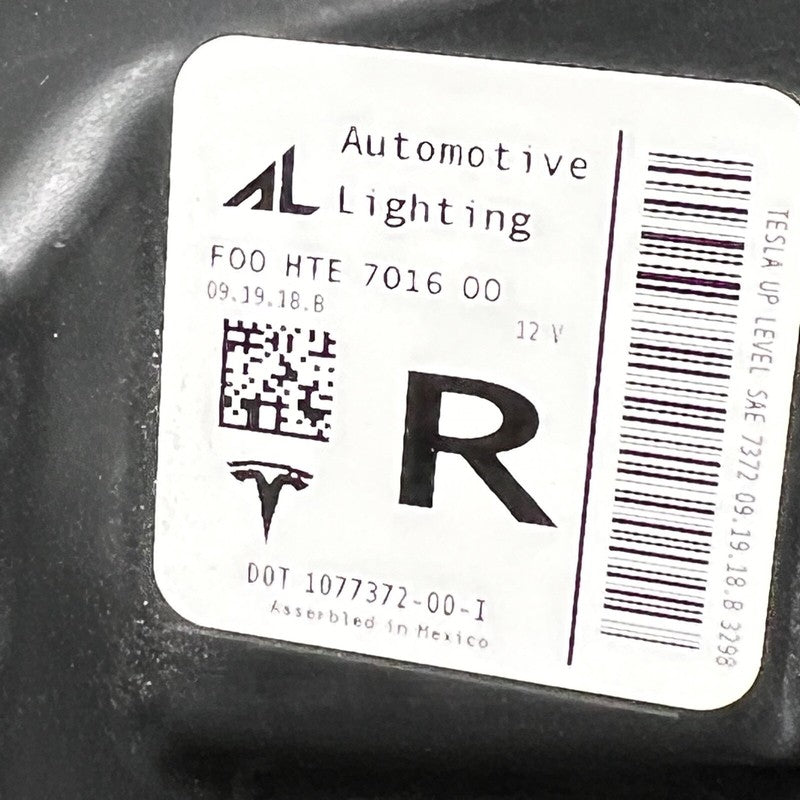 AL
Automotive
Lighting
F00 HTE 7016 00
09.19.18.B
12 V
R
DOT 1077372-00-I
Assembled in Mexico
TESLA UP LEVEL SAE 7372 09.19.18.B 3298